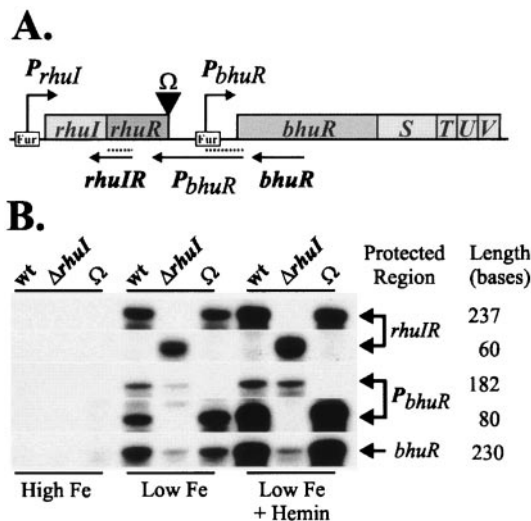 A.
PrhuI Ω PbhuR
Fur rhuI rhuR Fur bhuR S T U V
rhuIR PbhuR bhuR
B.
wt ΔrhuI Ω wt ΔrhuI Ω wt ΔrhuI Ω Protected Region Length (bases)
237
rhuIR
60
182
PbhuR
80
bhuR 230
High Fe Low Fe Low Fe + Hemin